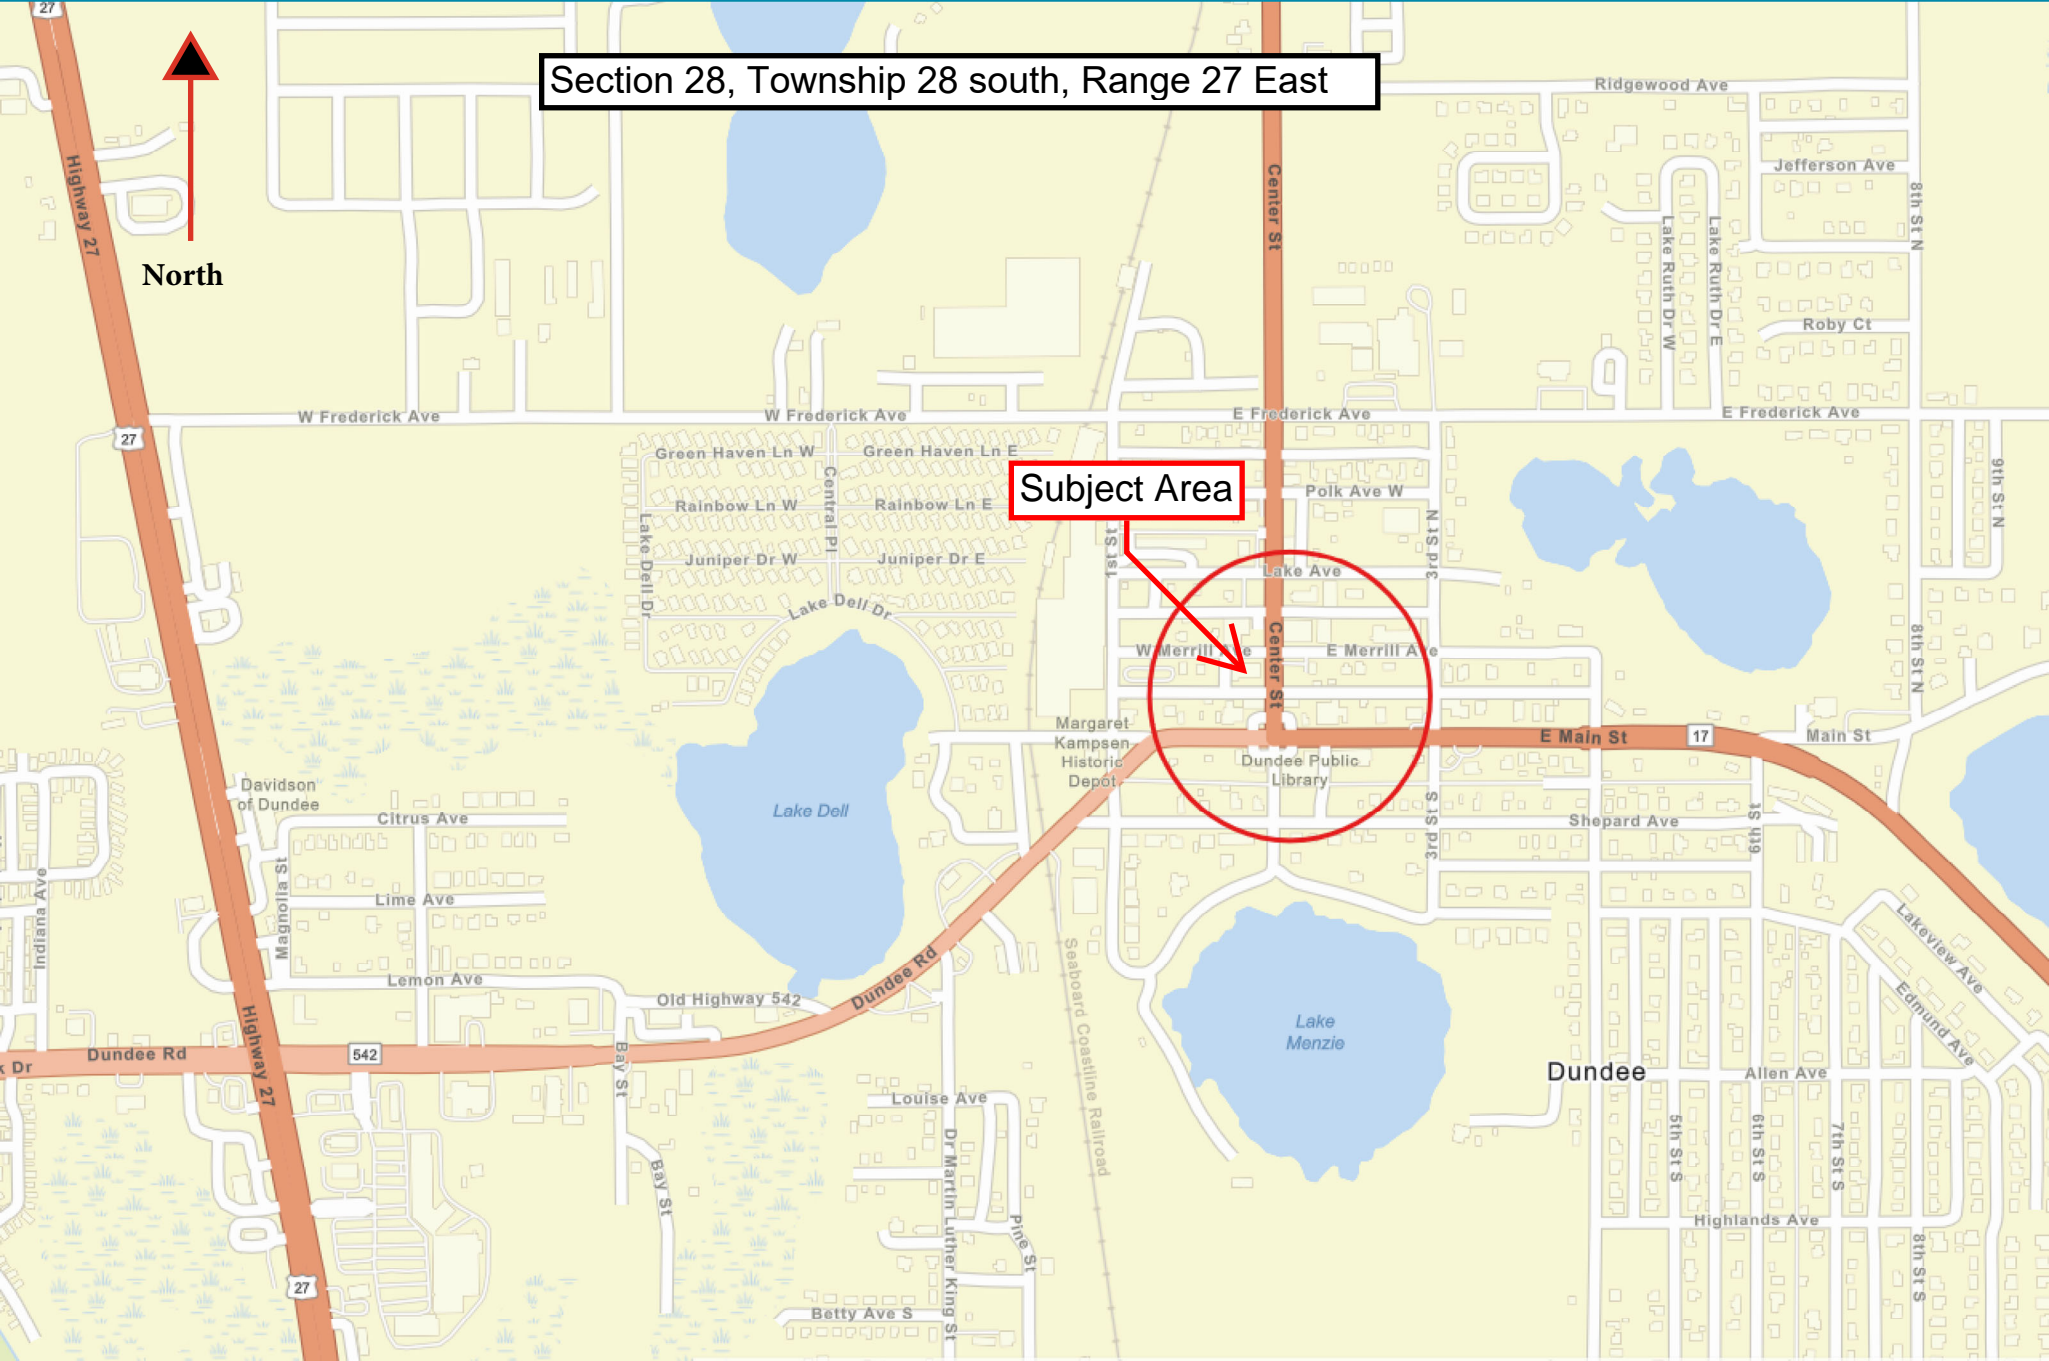 27
Section 28, Township 28 south, Range 27 East
Ridgewood Ave
Jefferson Ave
Highway 27
Center St
8th St N
Lake Ruth Dr W
Lake Ruth Dr E
North
Roby Ct
W Frederick Ave
W Frederick Ave
E Frederick Ave
E Frederick Ave
27
Green Haven Ln W
Green Haven Ln E
Central Pl
9th St N
Subject Area
Polk Ave W
Rainbow Ln W
Rainbow Ln E
Lake Dell Dr
1st St
3rd St N
Juniper Dr W
Juniper Dr E
Lake Ave
Lake Dell Dr
W Merrill Ave
E Merrill Ave
Center St
8th St N
Margaret
Kampsen
Historic
Depot
E Main St
17
Main St
Dundee Public
Library
Davidson
of Dundee
Lake Dell
Citrus Ave
3rd St S
Shepard Ave
6th St
Magnolia St
Indiana Ave
Lime Ave
Lakeview Ave
Lemon Ave
Old Highway 542
Dundee Rd
Seaboard Coastline Railroad
Edmund Ave
Highway 27
Lake
Menzie
Dundee Rd
542
k Dr
Bay St
Dundee
Allen Ave
Louise Ave
Dr Martin Luther King St
5th St S
6th St S
7th St S
Bay St
Pine St
Highlands Ave
8th St S
27
Betty Ave S